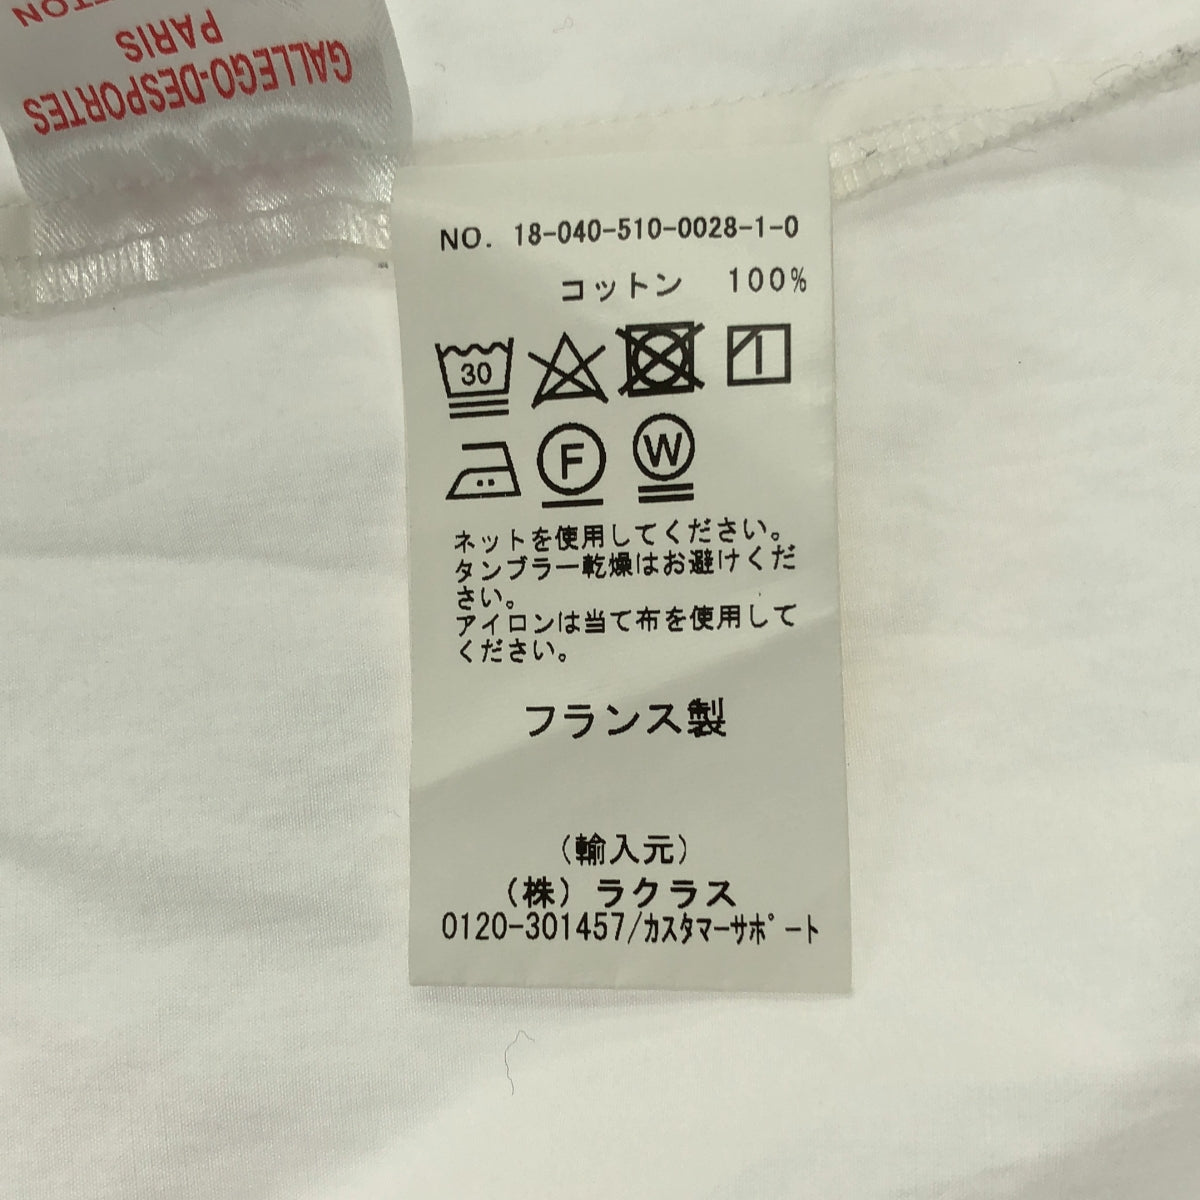 GALLEGO-DESPORTES
PARIS
NO. 18-040-510-0028-1-0
コットン 100%
30
F
W
ネットを使用してください。
タンブラー乾燥はお避けくだ
さい。
アイロンは当て布を使用して
ください。
フランス製
(輸入元)
(株) ラクラス
0120-301457/カスタマーサポート